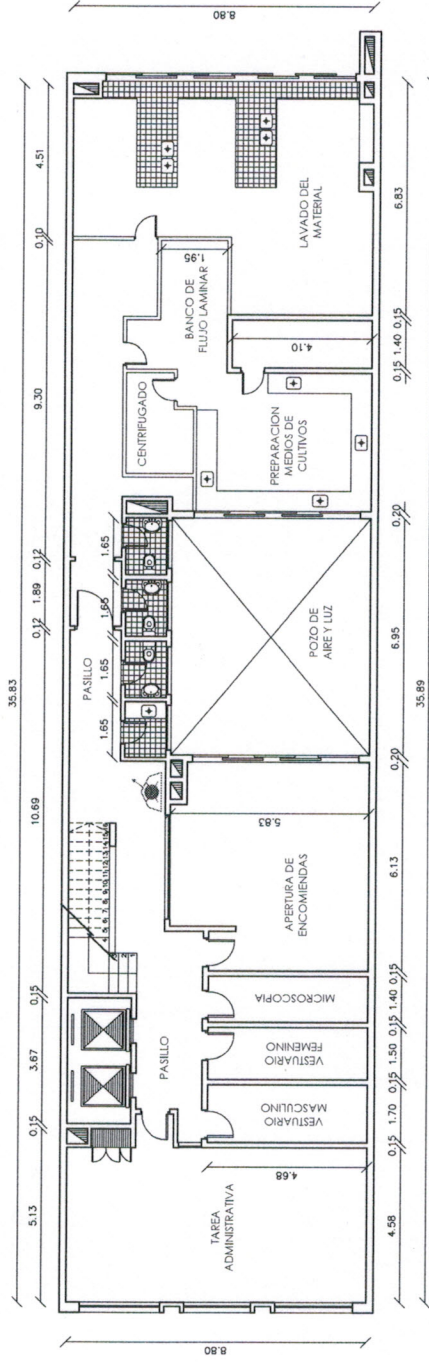 35.83
5.13 0.15 3.67 0.15 10.69 0.12 1.89 0.12 9.30 0.10 4.51
8.80
8.80
PASILLO
1.65 1.65 1.65 1.65
CENTRIFUGADO
BANCO DE
FLUJO LAMINAR
1.95
PASILLO
TAREA
ADMINISTRATIVA
4.68
VESTUARIO
MASCULINO
VESTUARIO
FEMENINO
MICROSCOPIA
APERTURA DE
ENCOMIENDAS
5.83
POZO DE
AIRE Y LUZ
PREPARACION
MEDIOS DE
CULTIVOS
4.10
LAVADO DEL
MATERIAL
4.58 0.15 1.70 0.15 1.50 0.15 1.40 0.15 6.13 0.20 6.95 0.20 0.15 1.40 0.15 6.83
35.89